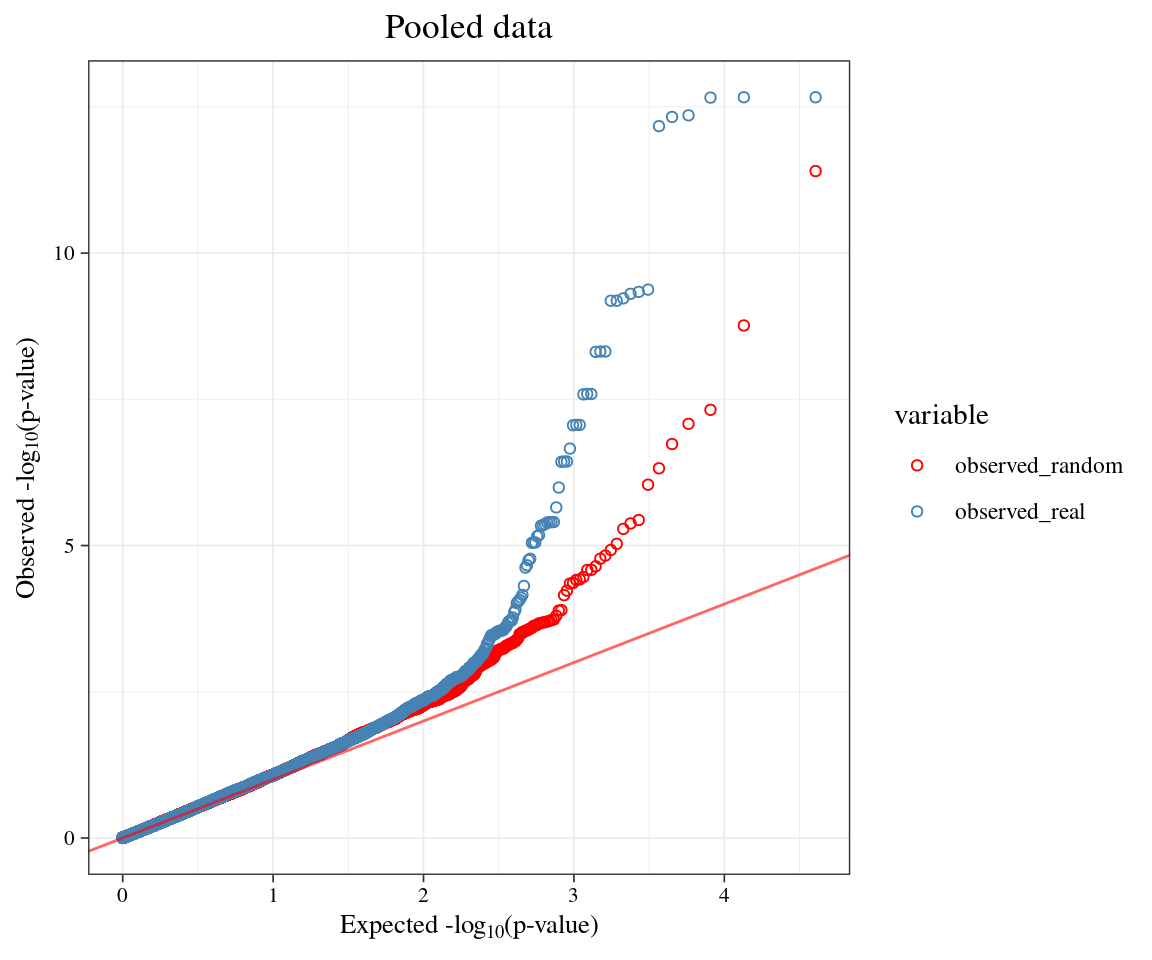 Pooled data
Observed -log10(p-value)
10
5
0
0 1 2 3 4
Expected -log10(p-value)
variable
observed_random
observed_real